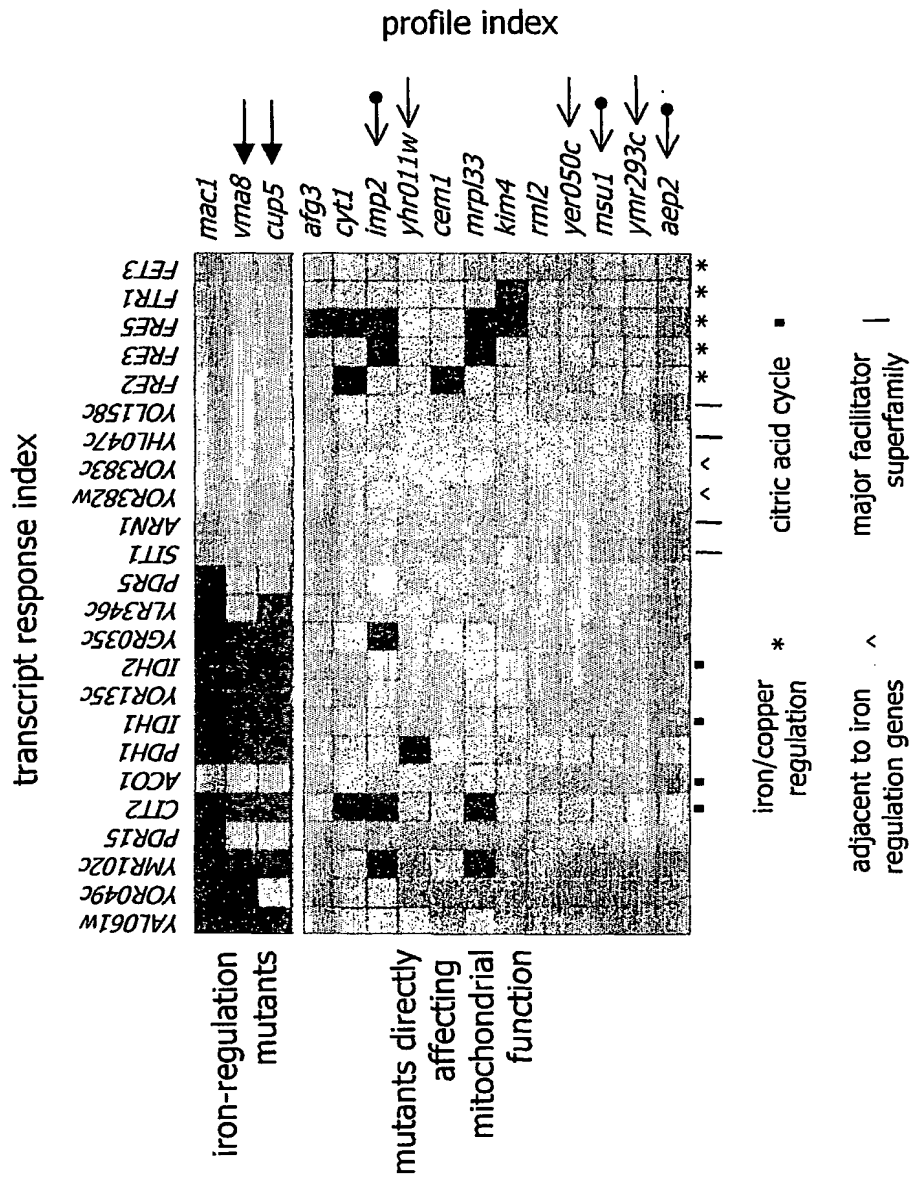 transcript response index
YAL061w
YOR049c
YMR102c
PDR15
CIT2
ACO1
PDH1
IDH1
YOR135c
IDH2
YGR035c
YLR346c
PDR5
SIT1
ARN1
YOR382w
YOR383c
YHL047c
YOL158c
FRE2
FRE3
FRE5
FTR1
FET3
profile index
iron-regulation
mutants
mac1
vma8
cup5
mutants directly
affecting
mitochondrial
function
afg3
cyt1
imp2
yhr011w
cem1
mrpl33
kim4
rml2
yer050c
msu1
ymr293c
aep2
^ ^ * * * * *
iron/copper
regulation
*
citric acid cycle
adjacent to iron
regulation genes
^
major facilitator
superfamily